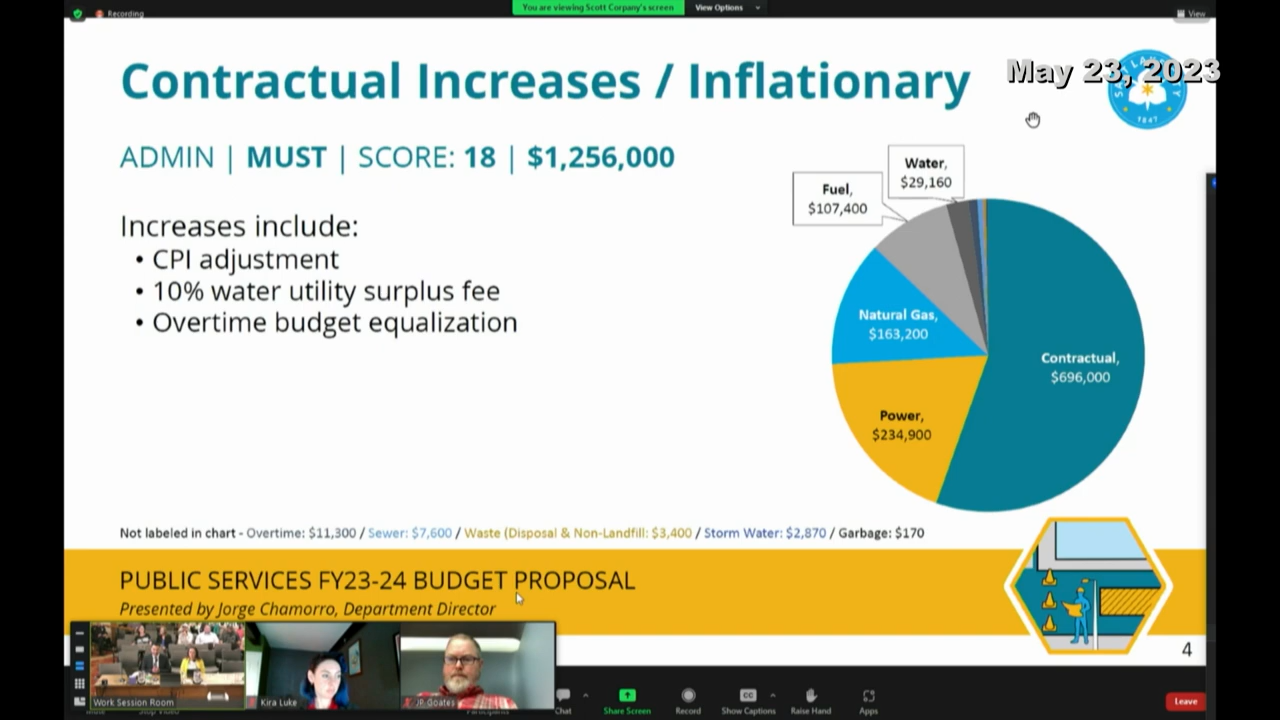 Recording
You are viewing Scott Corpany's screen
View Options
View
Contractual Increases / Inflationary
May 23, 2023
1847
ADMIN | MUST | SCORE: 18 | $1,256,000
Increases include:
• CPI adjustment
• 10% water utility surplus fee
• Overtime budget equalization
Water,
$29,160
Fuel,
$107,400
Natural Gas,
$163,200
Contractual,
$696,000
Power,
$234,900
Not labeled in chart - Overtime: $11,300 / Sewer: $7,600 / Waste (Disposal & Non-Landfill: $3,400 / Storm Water: $2,870 / Garbage: $170
PUBLIC SERVICES FY23-24 BUDGET PROPOSAL
Presented by Jorge Chamorro, Department Director
4
Work Session Room
Kira Luke
JP Goates
Chat
Share Screen
Record
CC
Show Captions
Raise Hand
Apps
Leave